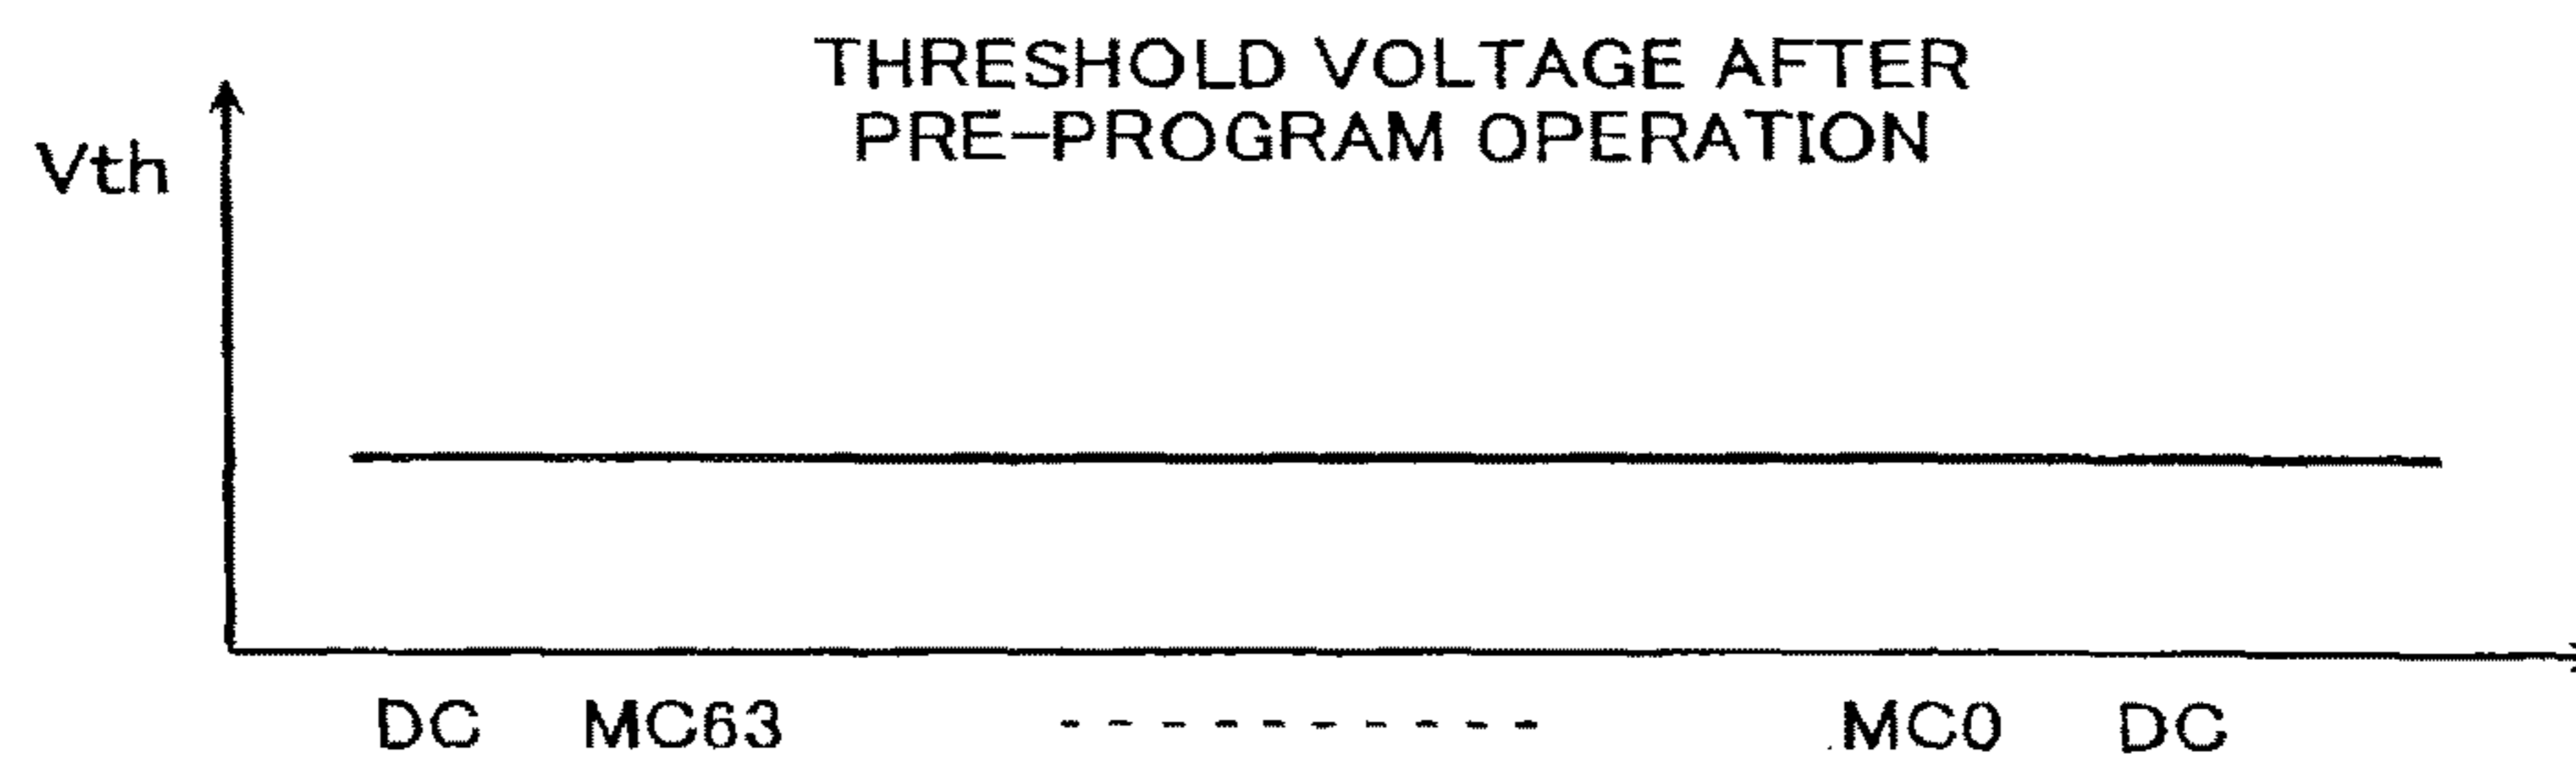 THRESHOLD VOLTAGE AFTER
PRE-PROGRAM OPERATION
Vth
DC MC63 --------- MC0 DC